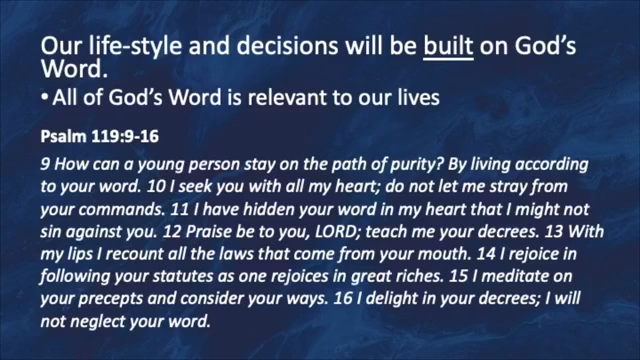 Our life-style and decisions will be built on God’s
Word.
• All of God’s Word is relevant to our lives
Psalm 119:9-16
9 How can a young person stay on the path of purity? By living according
to your word. 10 I seek you with all my heart; do not let me stray from
your commands. 11 I have hidden your word in my heart that I might not
sin against you. 12 Praise be to you, LORD; teach me your decrees. 13 With
my lips I recount all the laws that come from your mouth. 14 I rejoice in
following your statutes as one rejoices in great riches. 15 I meditate on
your precepts and consider your ways. 16 I delight in your decrees; I will
not neglect your word.